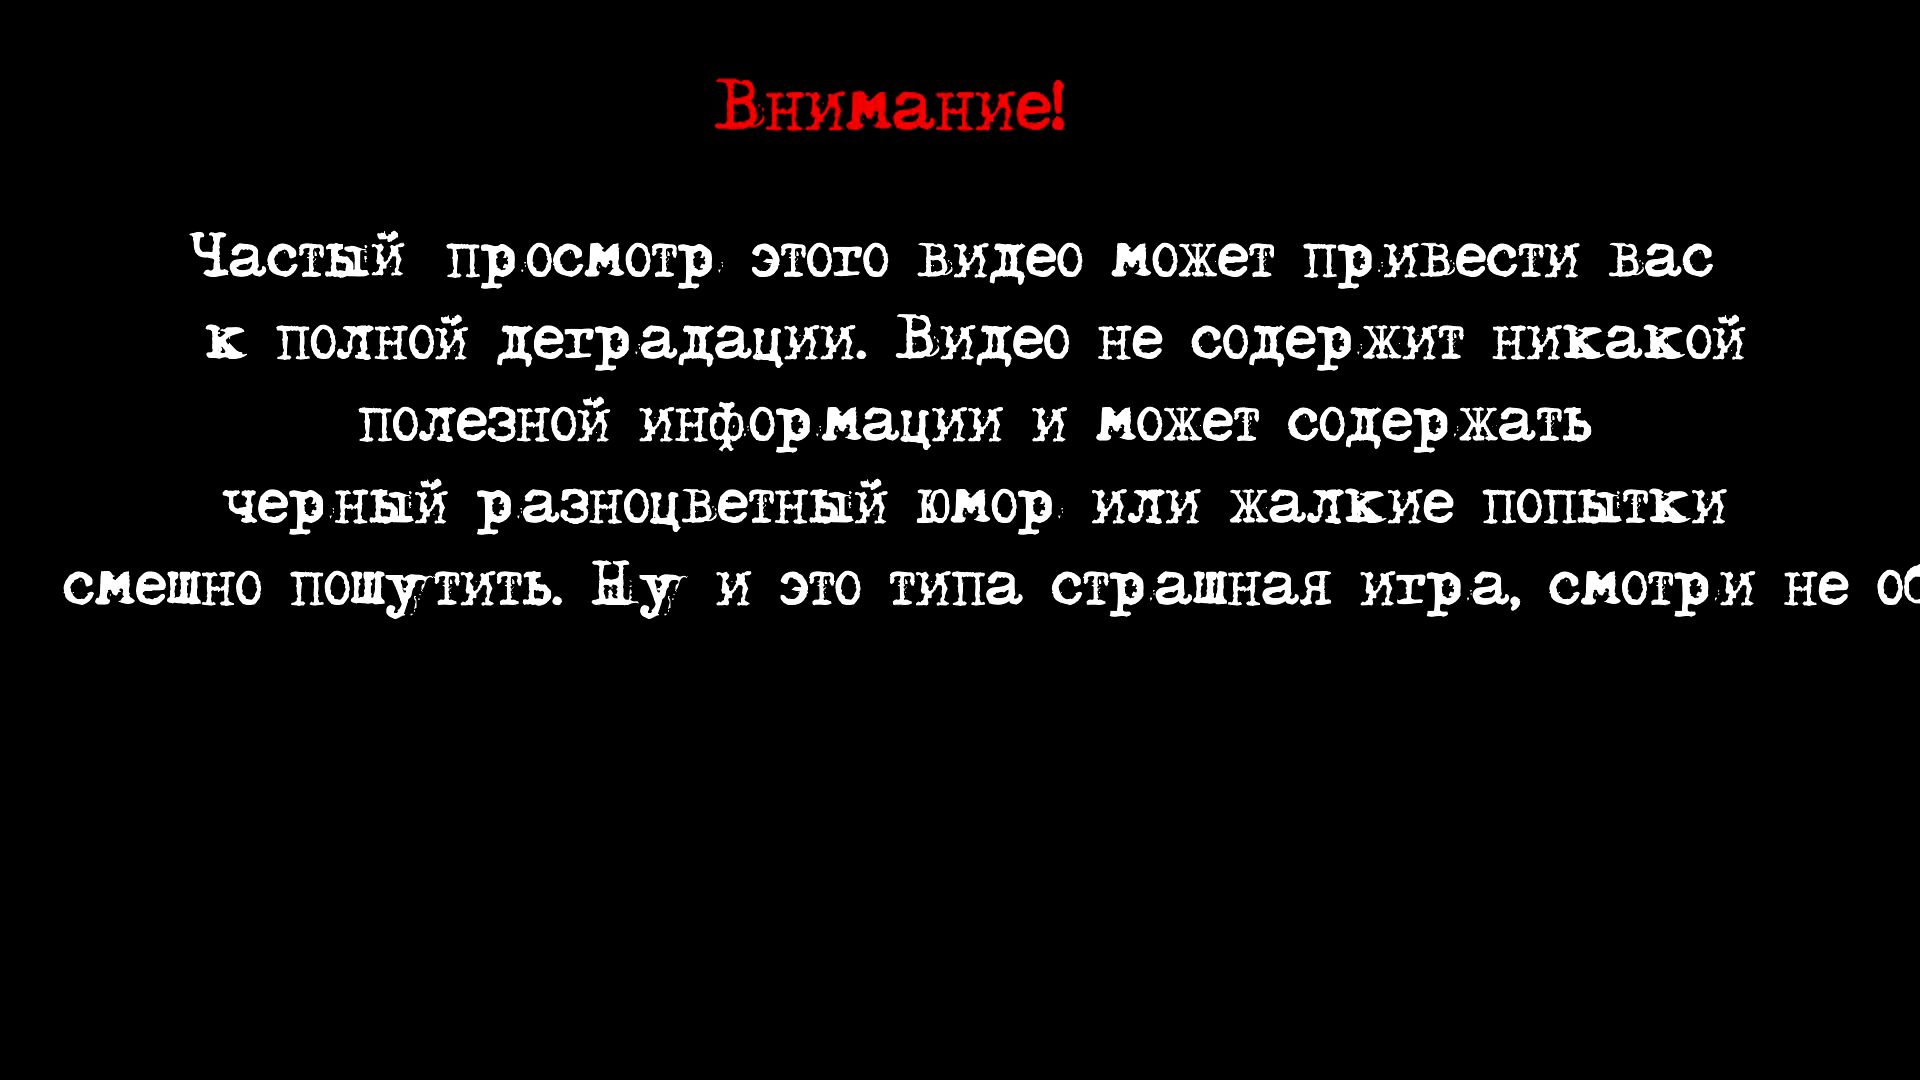 Внимание!
Частый просмотр этого видео может привести вас
к полной деградации. Видео не содержит никакой
полезной информации и может содержать
черный разноцветный юмор или жалкие попытки
смешно пошутить. Ну и это типа страшная игра, смотри не